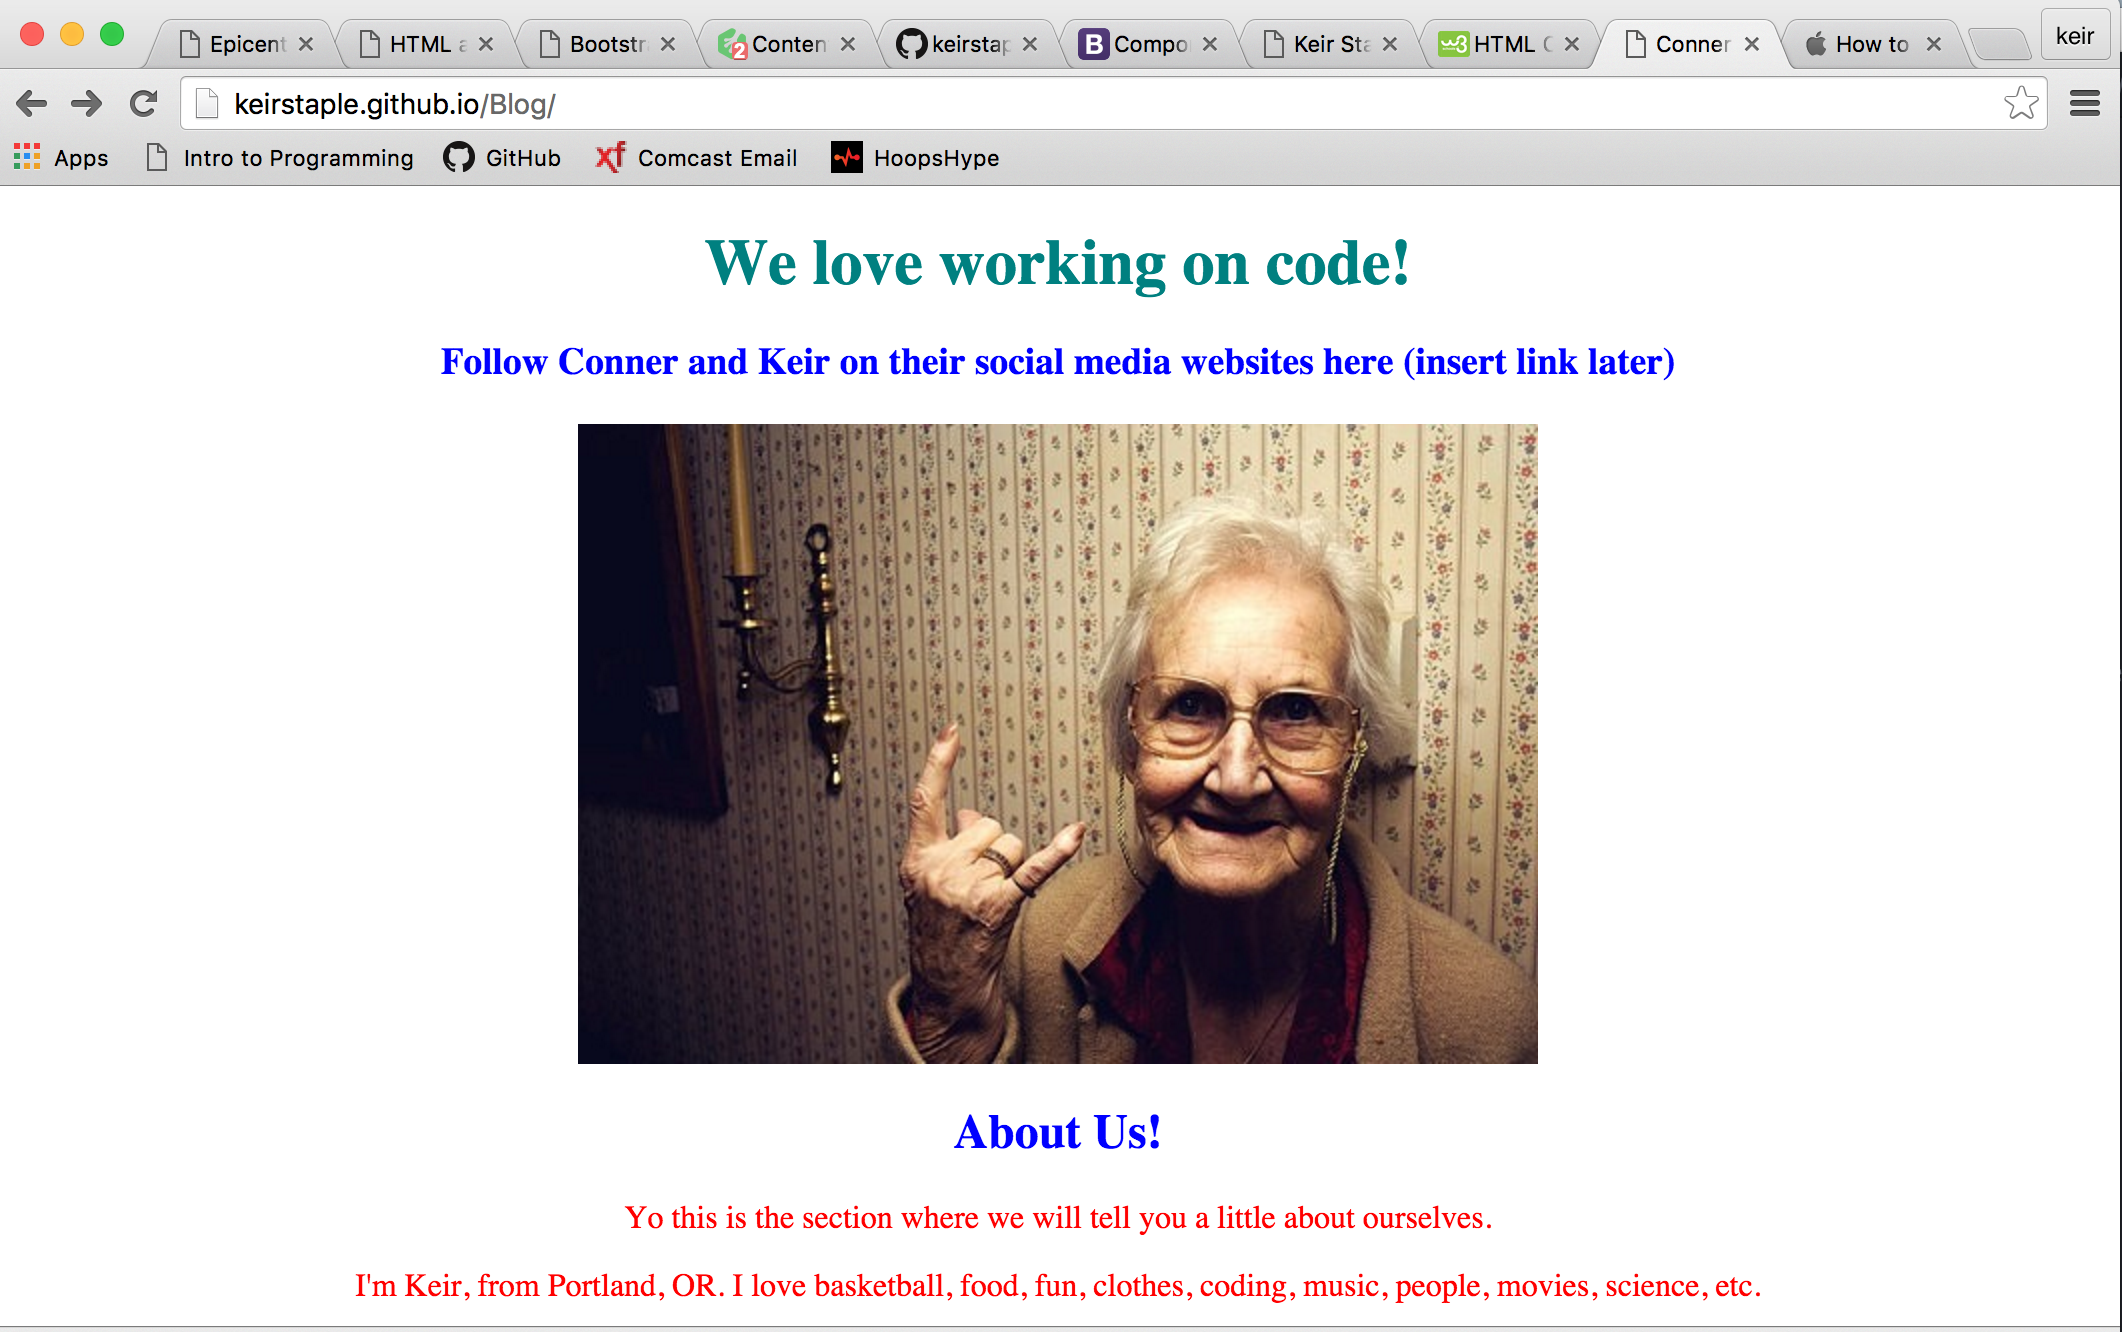 Epicent
HTML a
Bootstr
Conten
keirstap
B
Compo
Keir Sta
w3
HTML C
Conner
How to
keir
keirstaple.github.io/Blog/
Apps
Intro to Programming
GitHub
xf
Comcast Email
HoopsHype
We love working on code!
Follow Conner and Keir on their social media websites here (insert link later)
About Us!
Yo this is the section where we will tell you a little about ourselves.
I'm Keir, from Portland, OR. I love basketball, food, fun, clothes, coding, music, people, movies, science, etc.